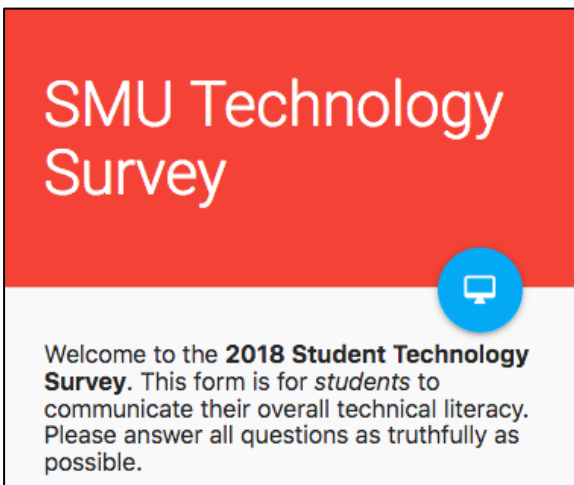 SMU Technology
Survey
Welcome to the 2018 Student Technology
Survey. This form is for students to
communicate their overall technical literacy.
Please answer all questions as truthfully as
possible.